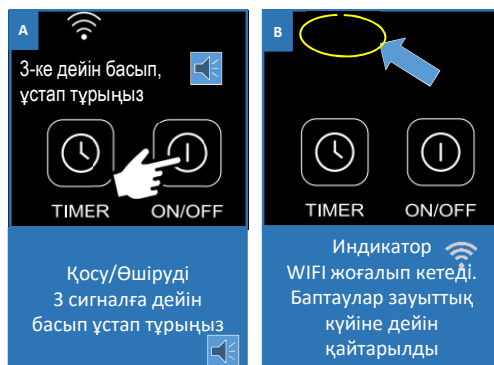 A
3-ке дейін басып,
ұстап тұрыңыз
TIMER
ON/OFF
Қосу/Өшіруді
3 сигналға дейін
басып ұстап тұрыңыз
B
TIMER
ON/OFF
Индикатор
WIFI жоғалып кетеді.
Баптаулар зауыттық
күйіне дейін
қайтарылды